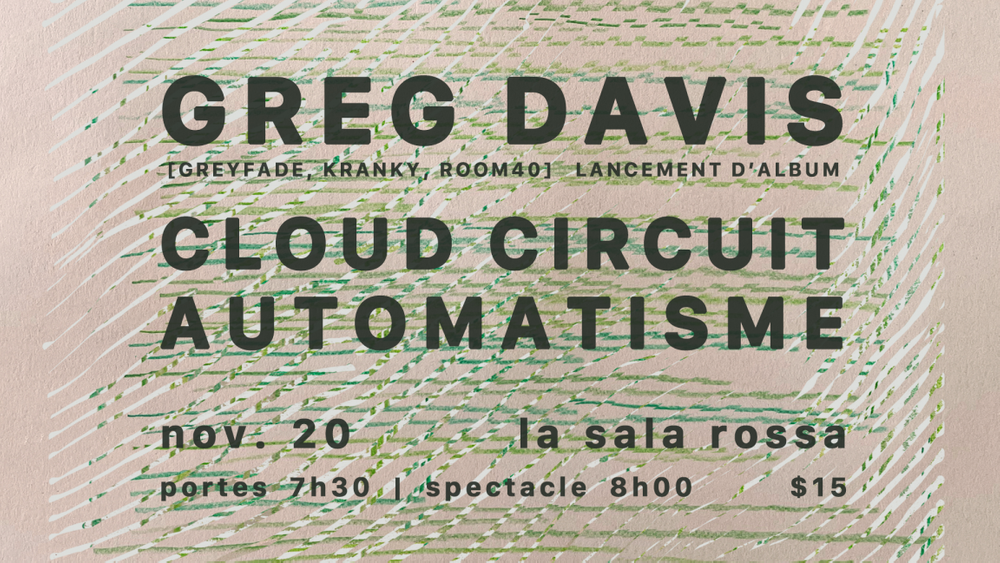 GREG DAVIS
[GREYFADE, KRANKY, ROOM40] LANCEMENT D'ALBUM
CLOUD CIRCUIT
AUTOMATISME
nov. 20 la sala rossa
portes 7h30 | spectacle 8h00 $15